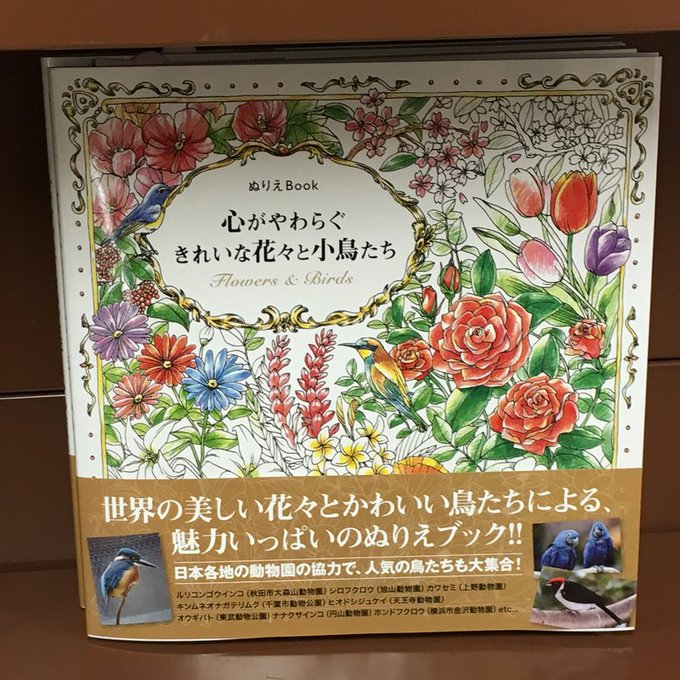 ぬりえBook
心がやわらぐ
きれいな花々と小鳥たち
Flowers & Birds
世界の美しい花々とかわいい鳥たちによる、
魅力いっぱいのぬりえブック!!
日本各地の動物園の協力で、人気の鳥たちも大集合！
ルリコンゴウインコ（秋田市大森山動物園）シロフクロウ（旭山動物園）カワセミ（上野動物園）
キンムネオナガテリムク（千葉市動物公園）ヒオドシジュケイ（天王寺動物園）
オウギバト（東武動物公園）ナナクサインコ（円山動物園）ホンドフクロウ（横浜市金沢動物園）etc...